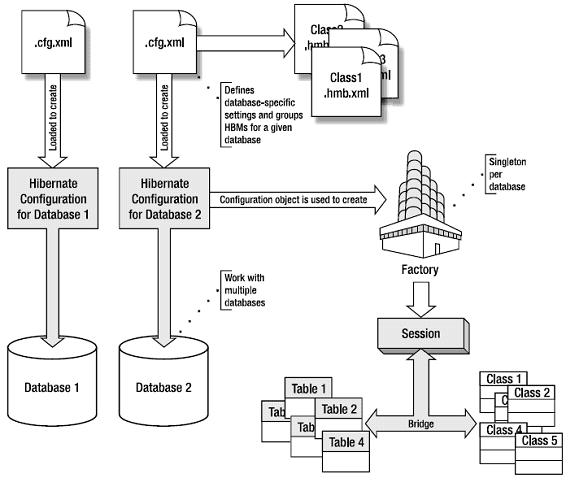 .cfg.xml
.cfg.xml
Class2
.hmb
3
ml
Class1
.hmb.xml
Loaded to create
Loaded to create
Defines
database-specific
settings and groups
HBMs for a given
database
Hibernate
Configuration
for Database 1
Hibernate
Configuration
for Database 2
Configuration object is used to create
Singleton
per
database
Factory
Work with
multiple
databases
Session
Database 1
Database 2
Table 1
Tab
Table 2
Tab
Table 4
Bridge
Class 1
Class 2
C
Class 4
Class 5